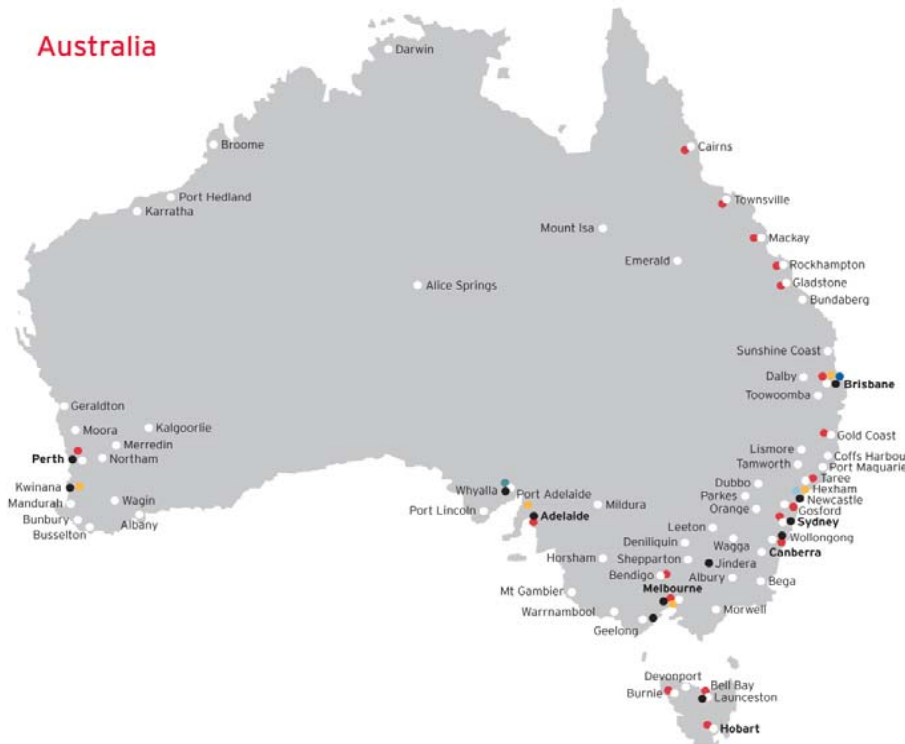 Australia
Darwin
Broome
Cairns
Port Hedland
Karratha
Townsville
Mount Isa
Mackay
Emerald
Rockhampton
Alice Springs
Gladstone
Bundaberg
Sunshine Coast
Dalby
Brisbane
Toowoomba
Geraldton
Kalgoorlie
Moora
Gold Coast
Merredin
Lismore
Perth
Northam
Coffs Harbour
Tamworth
Port Maquarie
Taree
Kwinana
Dubbo
Hexham
Whyalla
Port Adelaide
Parkes
Newcastle
Mandurah
Wagin
Mildura
Orange
Gosford
Port Lincoln
Adelaide
Bunbury
Albany
Sydney
Leeton
Busselton
Wollongong
Deniliquin
Wagga
Canberra
Horsham
Shepparton
Jindera
Bendigo
Albury
Bega
Melbourne
Mt Gambier
Warrnambool
Morwell
Geelong
Devonport
Bell Bay
Burnie
Launceston
Hobart